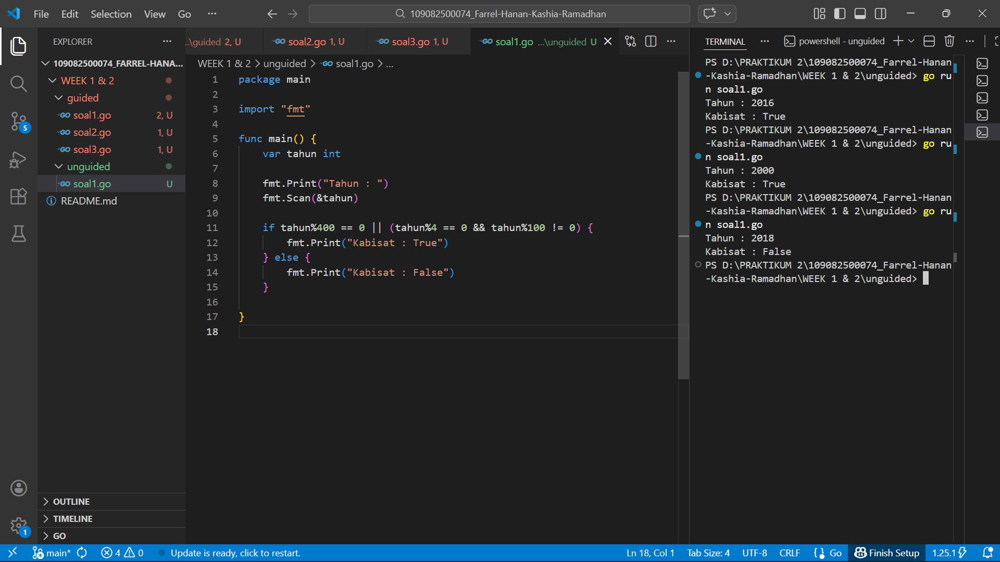 File Edit Selection View Go ...
109082500074_Farrel-Hanan-Kashia-Ramadhan
EXPLORER ...
109082500074_FARREL-HANA...
WEEK 1 & 2
guided
soal1.go 2, U
soal2.go 1, U
soal3.go 1, U
unguided
soal1.go U
README.md
OUTLINE
TIMELINE
GO
5
1
..\guided 2, U
soal2.go 1, U
soal3.go 1, U
soal1.go ...\unguided U
WEEK 1 & 2 > unguided > soal1.go > ...
1 package main
2
3 import "fmt"
4
5 func main() {
6 var tahun int
7
8 fmt.Print("Tahun : ")
9 fmt.Scan(&tahun)
10
11 if tahun%400 == 0 || (tahun%4 == 0 && tahun%100 != 0) {
12 fmt.Print("Kabisat : True")
13 } else {
14 fmt.Print("Kabisat : False")
15 }
16
17 }
18
TERMINAL ... powershell - unguided
PS D:\PRAKTIKUM 2\109082500074_Farrel-Hanan
-Kashia-Ramadhan\WEEK 1 & 2\unguided> go ru
n soal1.go
Tahun : 2016
Kabisat : True
PS D:\PRAKTIKUM 2\109082500074_Farrel-Hanan
-Kashia-Ramadhan\WEEK 1 & 2\unguided> go ru
n soal1.go
Tahun : 2000
Kabisat : True
PS D:\PRAKTIKUM 2\109082500074_Farrel-Hanan
-Kashia-Ramadhan\WEEK 1 & 2\unguided> go ru
n soal1.go
Tahun : 2018
Kabisat : False
PS D:\PRAKTIKUM 2\109082500074_Farrel-Hanan
-Kashia-Ramadhan\WEEK 1 & 2\unguided>
main* 4 0 Update is ready, click to restart. Ln 18, Col 1 Tab Size: 4 UTF-8 CRLF {} Go Finish Setup 1.25.1